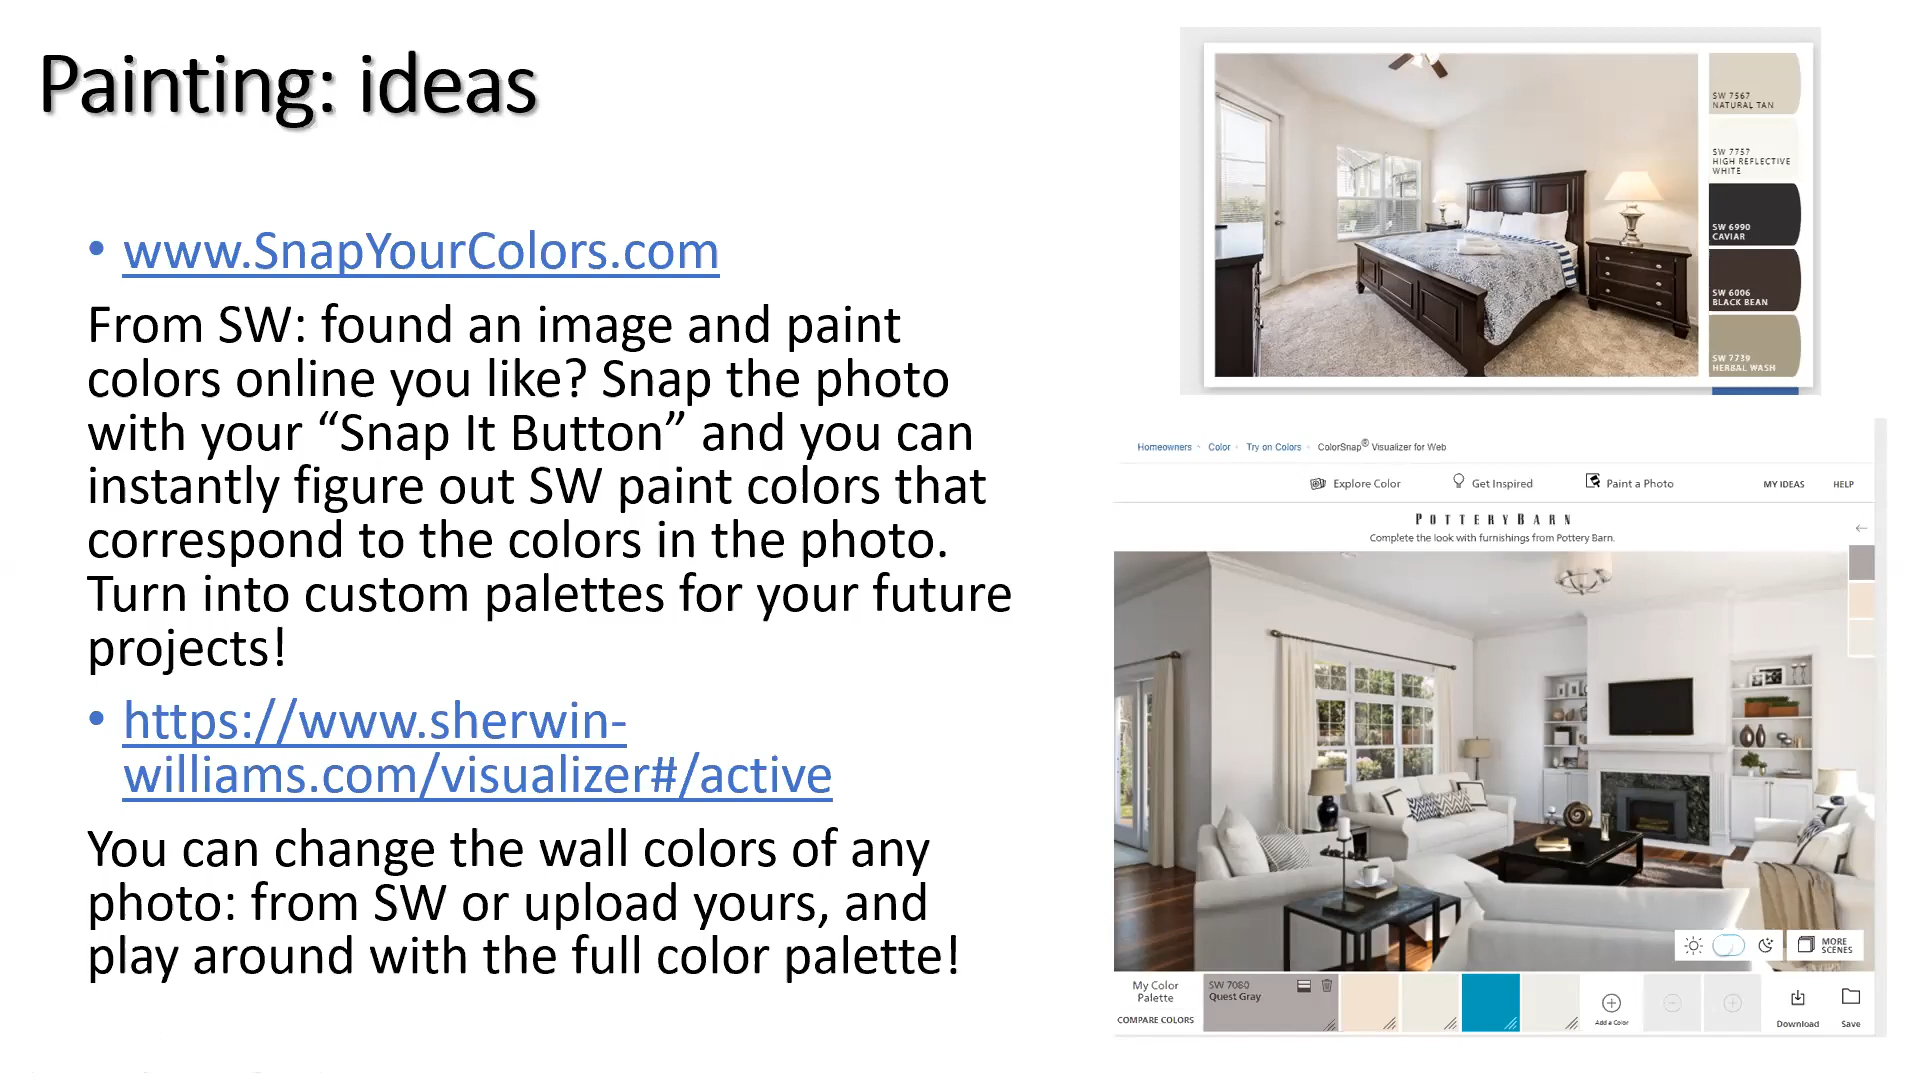 Painting: ideas
• www.SnapYourColors.com
From SW: found an image and paint
colors online you like? Snap the photo
with your “Snap It Button” and you can
instantly figure out SW paint colors that
correspond to the colors in the photo.
Turn into custom palettes for your future
projects!
• https://www.sherwin-
williams.com/visualizer#/active
You can change the wall colors of any
photo: from SW or upload yours, and
play around with the full color palette!
SW 7567
NATURAL TAN
SW 7757
HIGH REFLECTIVE
WHITE
SW 6990
CAVIAR
SW 6006
BLACK BEAN
SW 7739
HERBAL WASH
Homeowners Color Try on Colors ColorSnap® Visualizer for Web
Explore Color Get Inspired Paint a Photo MY IDEAS HELP
POTTERY BARN
Complete the look with furnishings from Pottery Barn.
MORE
SCENES
My Color
Palette
COMPARE COLORS
SW 7080
Quest Gray
Add a Color
Download
Save